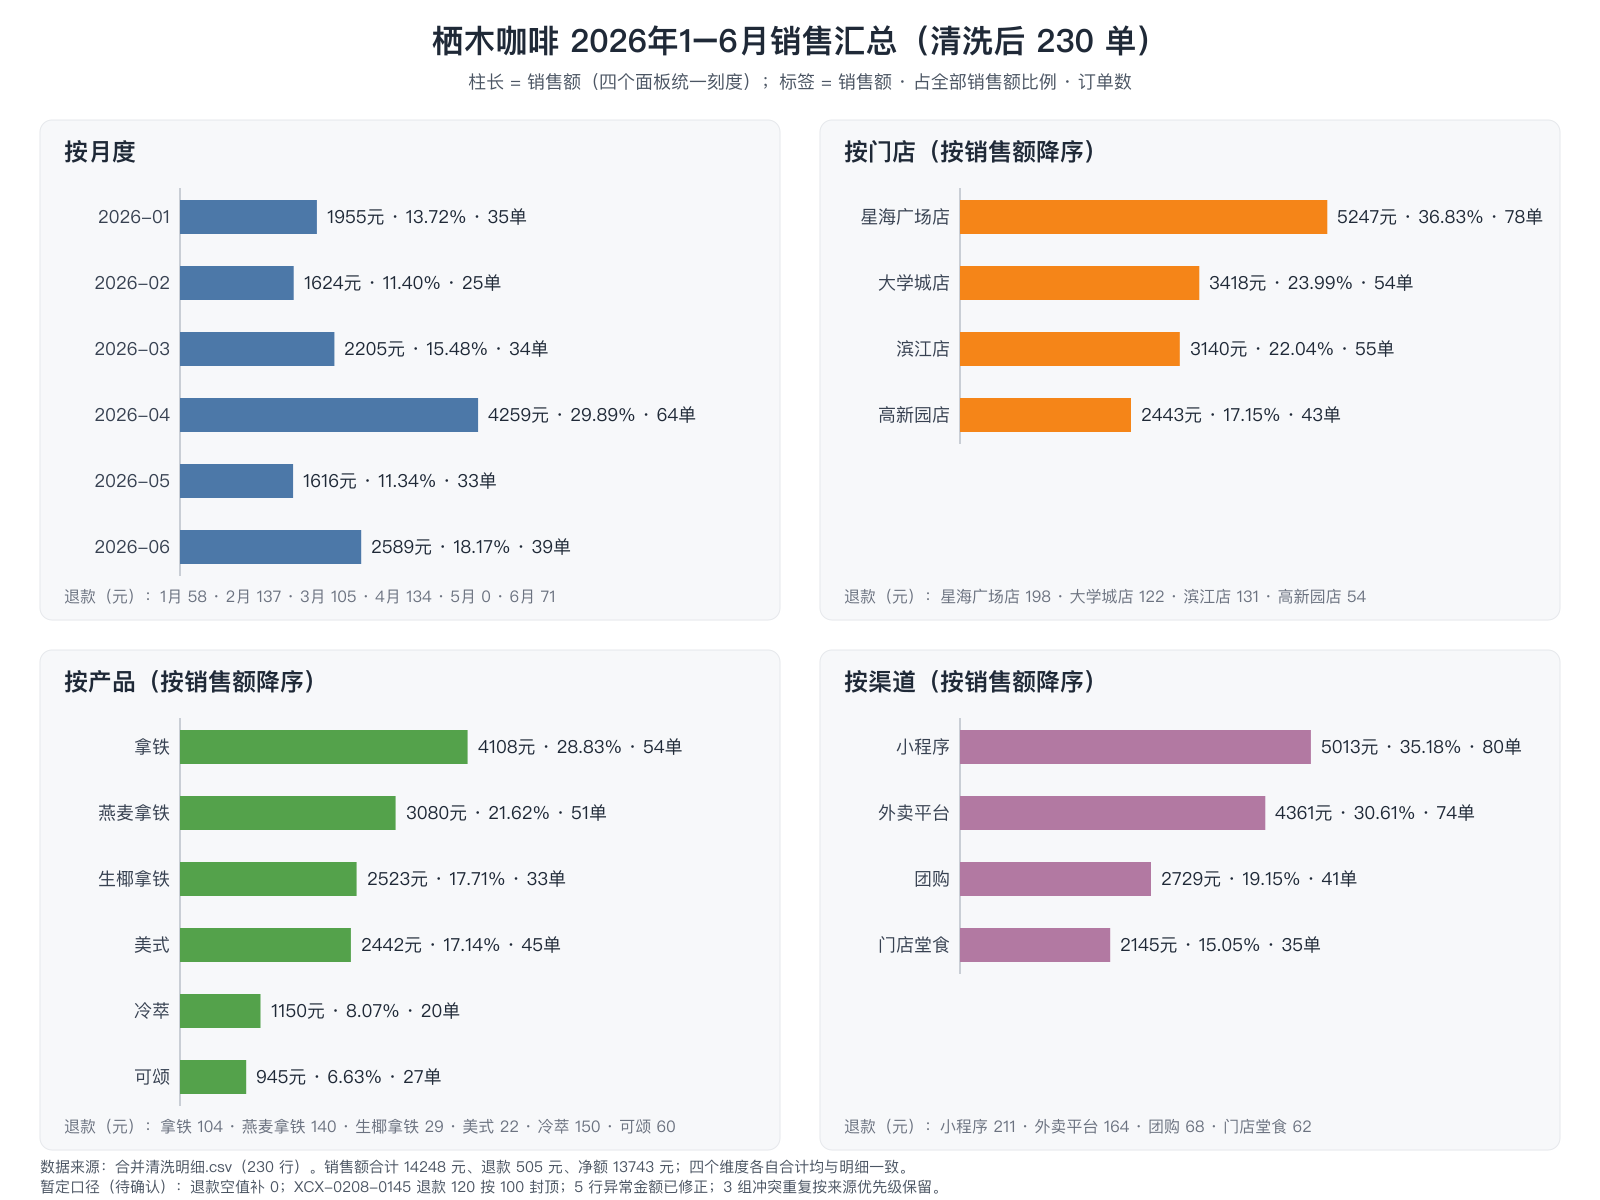 栖木咖啡 2026年1—6月销售汇总（清洗后 230 单）
柱长 = 销售额（四个面板统一刻度）；标签 = 销售额 · 占全部销售额比例 · 订单数
按月度
2026–01 1955元 · 13.72% · 35单
2026–02 1624元 · 11.40% · 25单
2026–03 2205元 · 15.48% · 34单
2026–04 4259元 · 29.89% · 64单
2026–05 1616元 · 11.34% · 33单
2026–06 2589元 · 18.17% · 39单
退款（元）：1月 58 · 2月 137 · 3月 105 · 4月 134 · 5月 0 · 6月 71
按门店（按销售额降序）
星海广场店 5247元 · 36.83% · 78单
大学城店 3418元 · 23.99% · 54单
滨江店 3140元 · 22.04% · 55单
高新园店 2443元 · 17.15% · 43单
退款（元）：星海广场店 198 · 大学城店 122 · 滨江店 131 · 高新园店 54
按产品（按销售额降序）
拿铁 4108元 · 28.83% · 54单
燕麦拿铁 3080元 · 21.62% · 51单
生椰拿铁 2523元 · 17.71% · 33单
美式 2442元 · 17.14% · 45单
冷萃 1150元 · 8.07% · 20单
可颂 945元 · 6.63% · 27单
退款（元）：拿铁 104 · 燕麦拿铁 140 · 生椰拿铁 29 · 美式 22 · 冷萃 150 · 可颂 60
按渠道（按销售额降序）
小程序 5013元 · 35.18% · 80单
外卖平台 4361元 · 30.61% · 74单
团购 2729元 · 19.15% · 41单
门店堂食 2145元 · 15.05% · 35单
退款（元）：小程序 211 · 外卖平台 164 · 团购 68 · 门店堂食 62
数据来源：合并清洗明细.csv（230 行）。销售额合计 14248 元、退款 505 元、净额 13743 元；四个维度各自合计均与明细一致。
暂定口径（待确认）：退款空值补 0；XCX-0208-0145 退款 120 按 100 封顶；5 行异常金额已修正；3 组冲突重复按来源优先级保留。